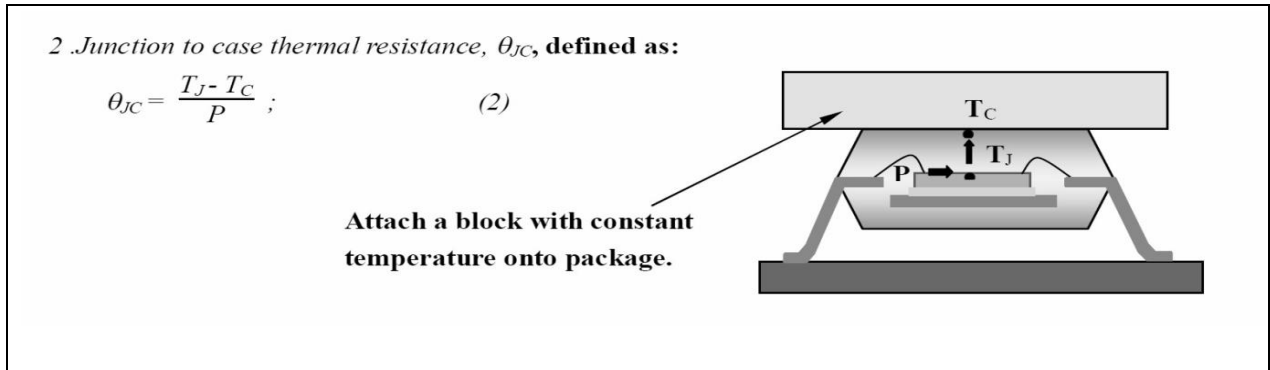 2 .Junction to case thermal resistance, θJC, defined as:
θJC = TJ - TC / P ; (2)
TC
TJ
P
Attach a block with constant
temperature onto package.